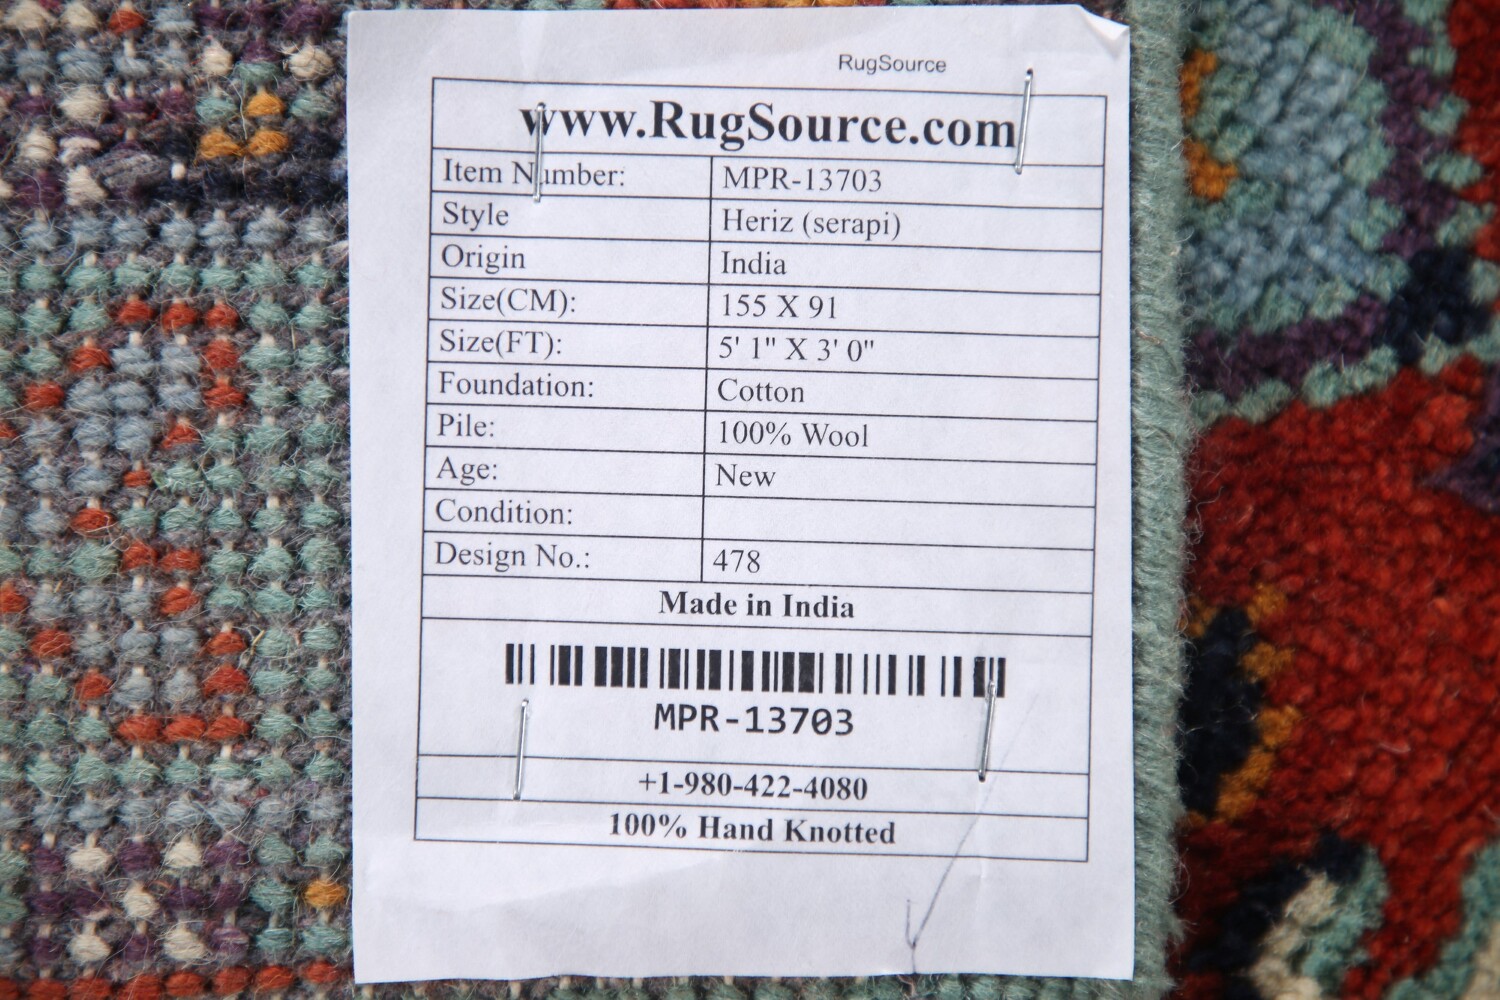 RugSource
www.RugSource.com
Item Number: MPR-13703
Style Heriz (serapi)
Origin India
Size(CM): 155 X 91
Size(FT): 5' 1" X 3' 0"
Foundation: Cotton
Pile: 100% Wool
Age: New
Condition:
Design No.: 478
Made in India
MPR-13703
+1-980-422-4080
100% Hand Knotted